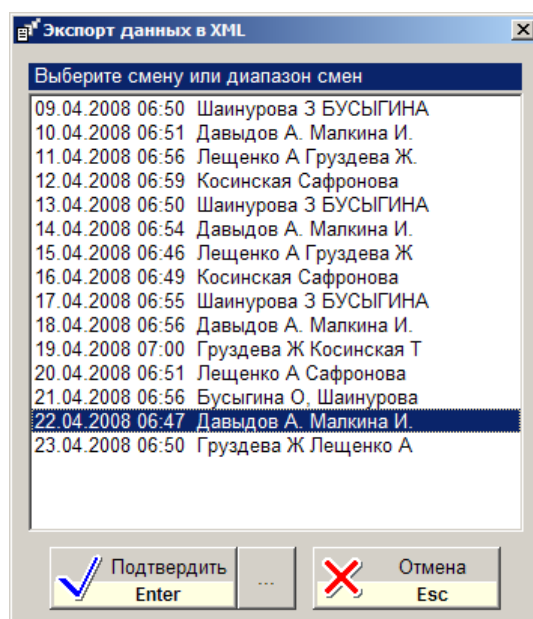 Экспорт данных в XML
Выберите смену или диапазон смен
09.04.2008 06:50 Шаинурова З БУСЫГИНА
10.04.2008 06:51 Давыдов А. Малкина И.
11.04.2008 06:56 Лещенко А Груздева Ж.
12.04.2008 06:59 Косинская Сафронова
13.04.2008 06:50 Шаинурова З БУСЫГИНА
14.04.2008 06:54 Давыдов А. Малкина И.
15.04.2008 06:46 Лещенко А Груздева Ж
16.04.2008 06:49 Косинская Сафронова
17.04.2008 06:55 Шаинурова З БУСЫГИНА
18.04.2008 06:56 Давыдов А. Малкина И.
19.04.2008 07:00 Груздева Ж Косинская Т
20.04.2008 06:51 Лещенко А Сафронова
21.04.2008 06:56 Бусыгина О, Шаинурова
22.04.2008 06:47 Давыдов А. Малкина И.
23.04.2008 06:50 Груздева Ж Лещенко А
Подтвердить ... Отмена
Enter Esc